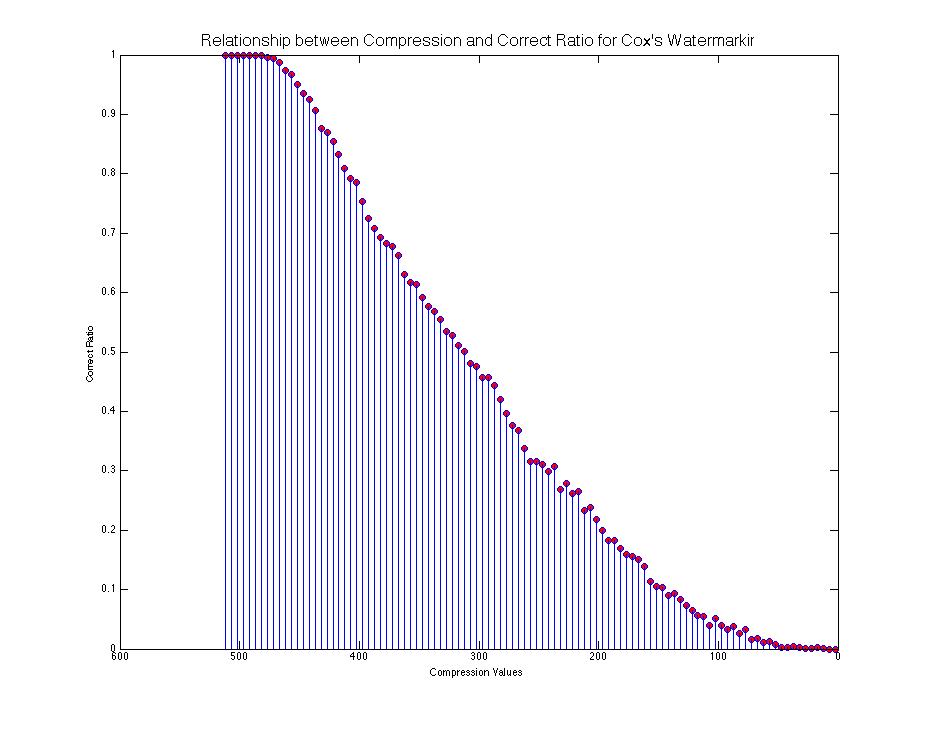 Relationship between Compression and Correct Ratio for Cox's Watermarkir
1
0.9
0.8
0.7
0.6
0.5
0.4
0.3
0.2
0.1
0
Correct Ratio
600 500 400 300 200 100 0
Compression Values